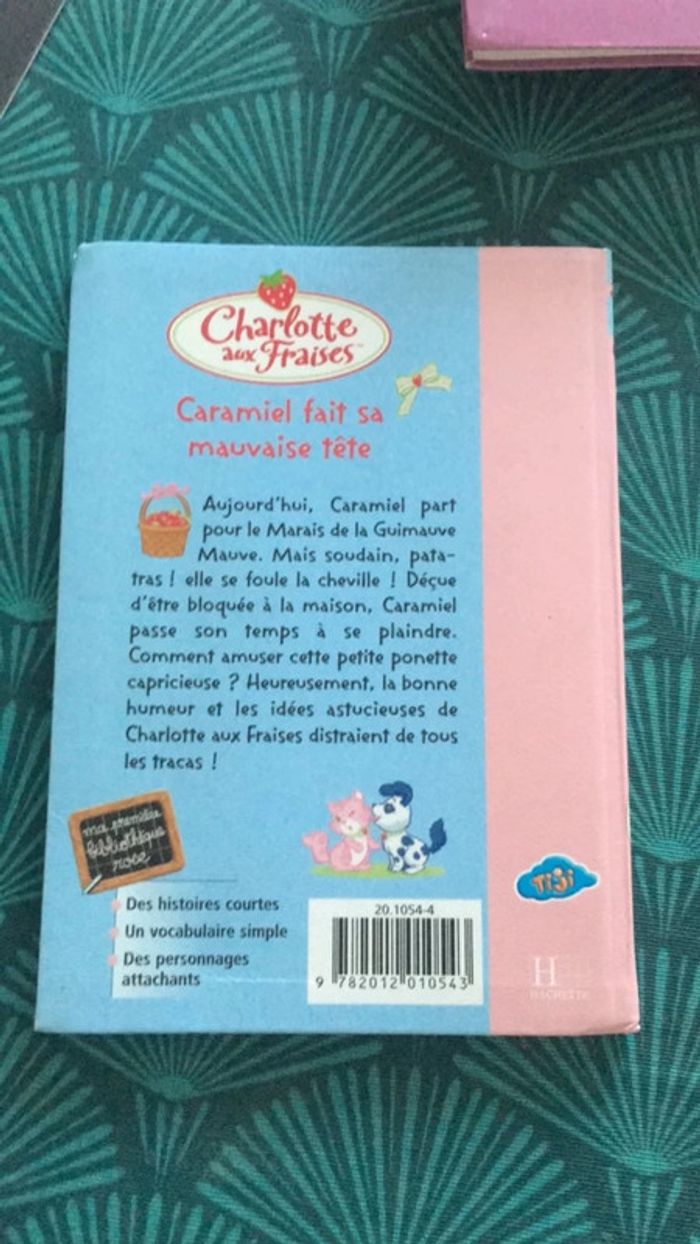 Charlotte
aux Fraises™
Caramiel fait sa
mauvaise tête
Aujourd'hui, Caramiel part
pour le Marais de la Guimauve
Mauve. Mais soudain, pata-
tras ! elle se foule la cheville ! Déçue
d'être bloquée à la maison, Caramiel
passe son temps à se plaindre.
Comment amuser cette petite ponette
capricieuse ? Heureusement, la bonne
humeur et les idées astucieuses de
Charlotte aux Fraises distraient de tous
les tracas !
ma première
bibliothèque
rose
Des histoires courtes
Un vocabulaire simple
Des personnages
attachants
20.1054-4
9 782012 010543
TiJi
H
HACHETTE